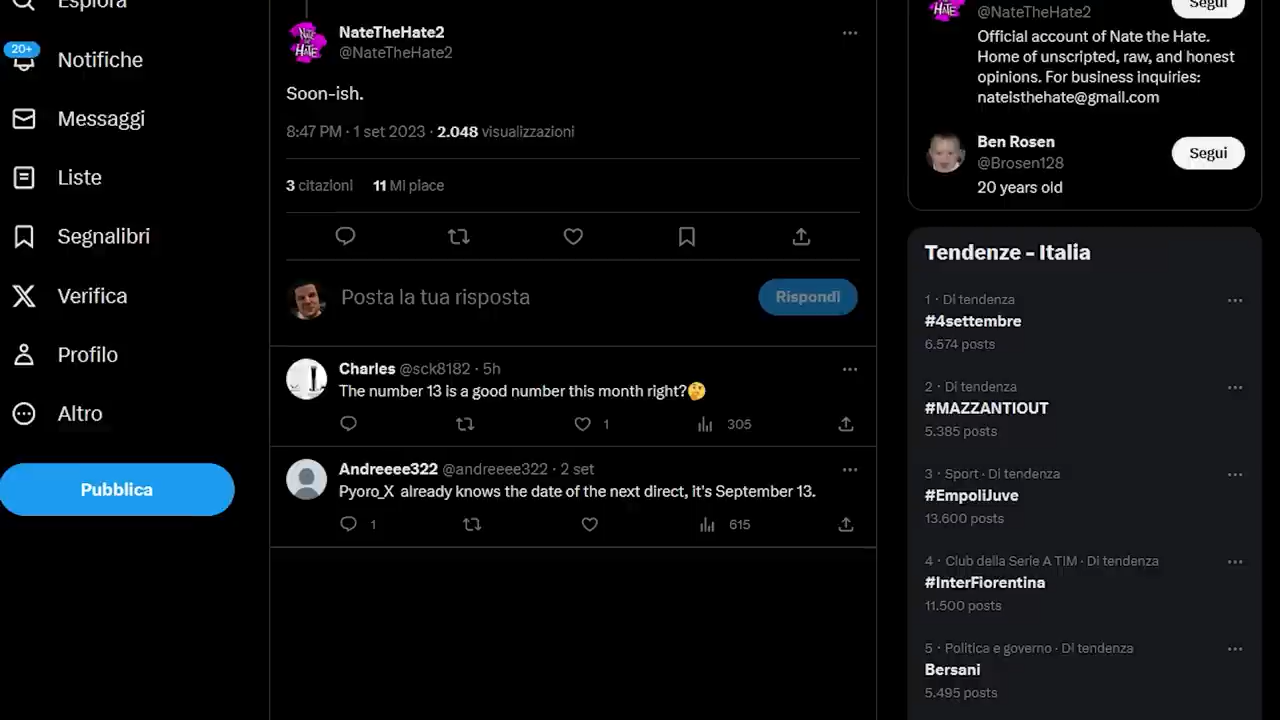 Esplora
20+
Notifiche
Messaggi
Liste
Segnalibri
Verifica
Profilo
Altro
Pubblica
NATE THE HATE
NateTheHate2
@NateTheHate2
Soon-ish.
8:47 PM · 1 set 2023 · 2.048 visualizzazioni
3 citazioni 11 Mi piace
Posta la tua risposta
Rispondi
Charles @sck8182 · 5h
The number 13 is a good number this month right?🤔
1 305
Andreeee322 @andreeee322 · 2 set
Pyoro_X already knows the date of the next direct, it's September 13.
1 615
HATE
@NateTheHate2
Segui
Official account of Nate the Hate.
Home of unscripted, raw, and honest
opinions. For business inquiries:
nateisthehate@gmail.com
Ben Rosen
@Brosen128
Segui
20 years old
Tendenze - Italia
1 · Di tendenza
#4settembre
6.574 posts
2 · Di tendenza
#MAZZANTIOUT
5.385 posts
3 · Sport · Di tendenza
#EmpoliJuve
13.600 posts
4 · Club della Serie A TIM · Di tendenza
#InterFiorentina
11.500 posts
5 · Politica e governo · Di tendenza
Bersani
5.495 posts